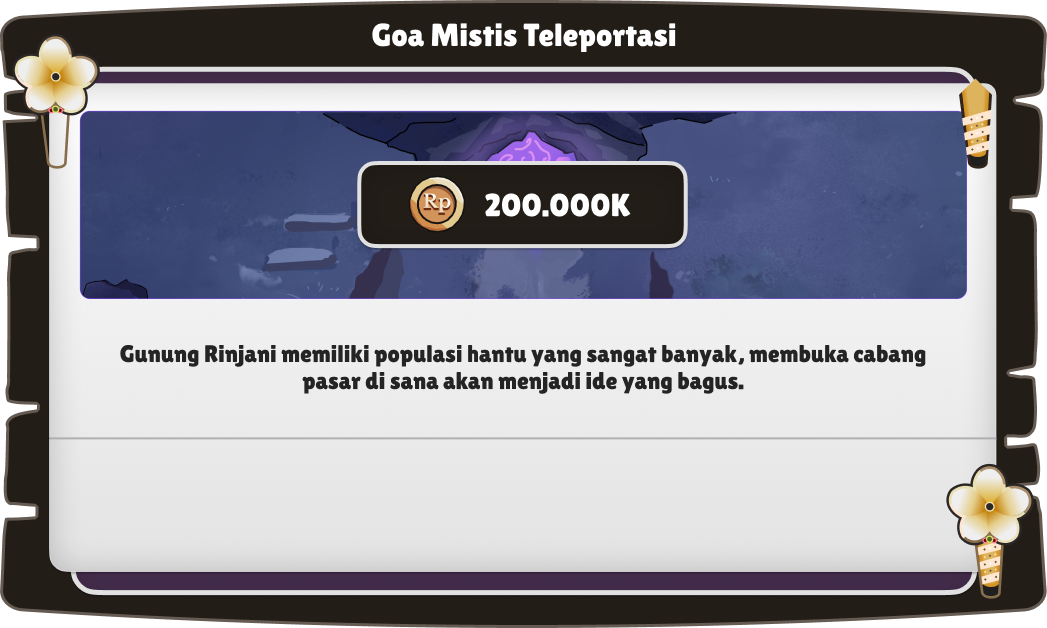 Goa Mistis Teleportasi
Rp 200.000K
Gunung Rinjani memiliki populasi hantu yang sangat banyak, membuka cabang
pasar di sana akan menjadi ide yang bagus.